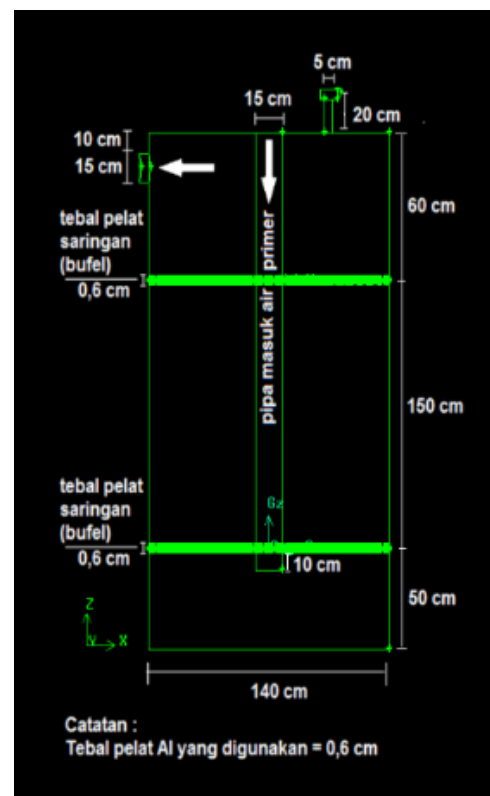 5 cm
15 cm
20 cm
10 cm
15 cm
60 cm
tebal pelat
saringan
(bufel)
0,6 cm
pipa masuk air primer
150 cm
tebal pelat
saringan
(bufel)
0,6 cm
Gz
10 cm
50 cm
Z
Y X
140 cm
Catatan :
Tebal pelat Al yang digunakan = 0,6 cm